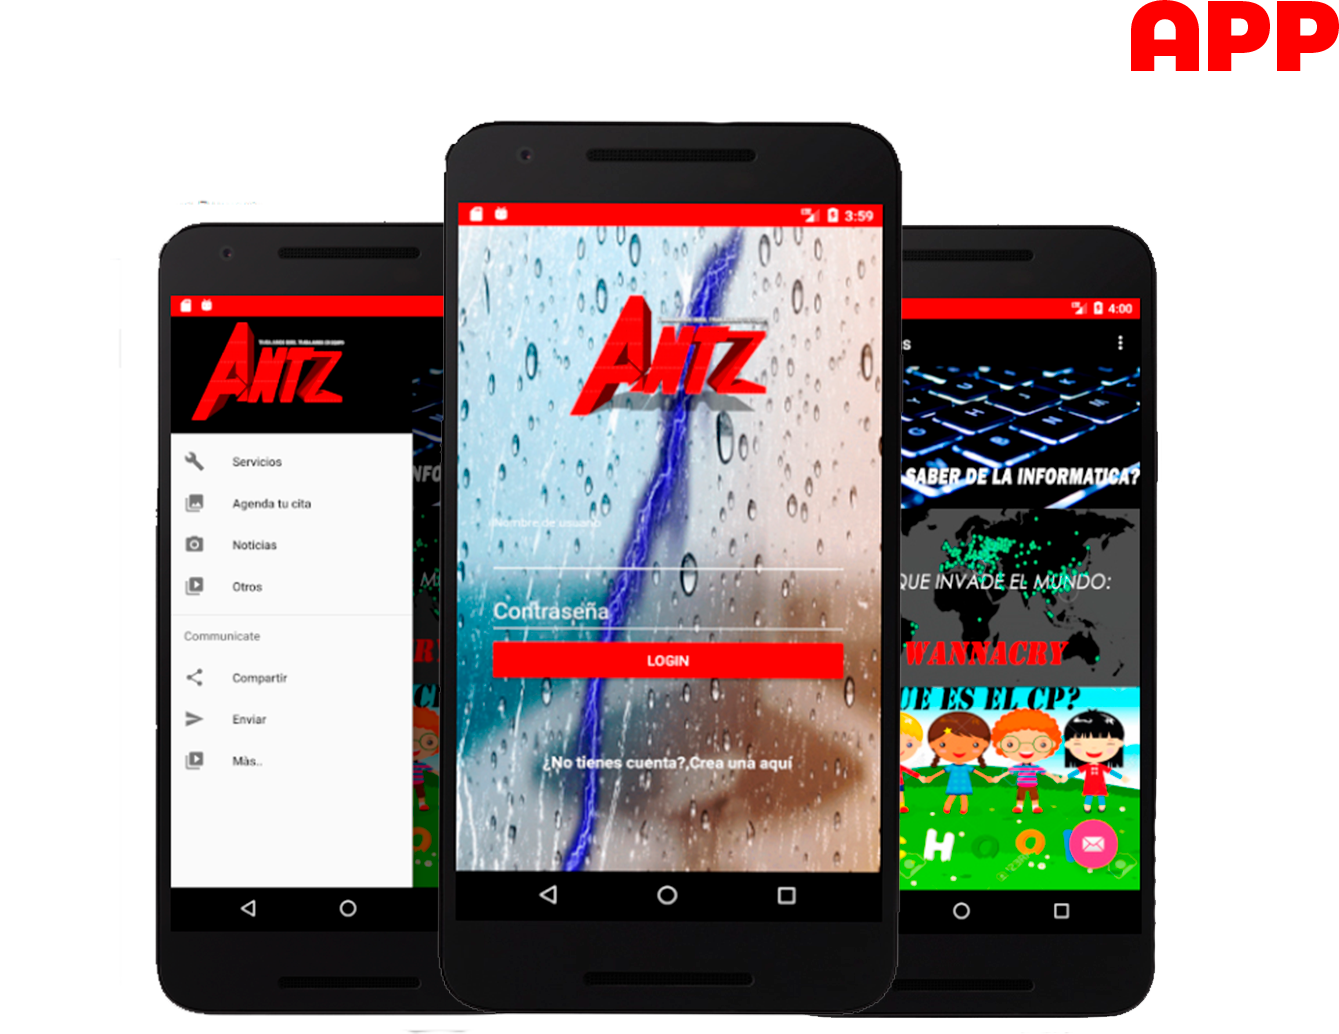 APP
3:59
ANTZ
Nombre de usuario
Contraseña
LOGIN
¿No tienes cuenta?,Crea una aquí
ANTZ
Servicios
Agenda tu cita
Noticias
Otros
Communicate
Compartir
Enviar
Màs..
4:00
s
SABER DE LA INFORMATICA?
QUE INVADE EL MUNDO:
WANNACRY
UE ES EL CP?
H O O